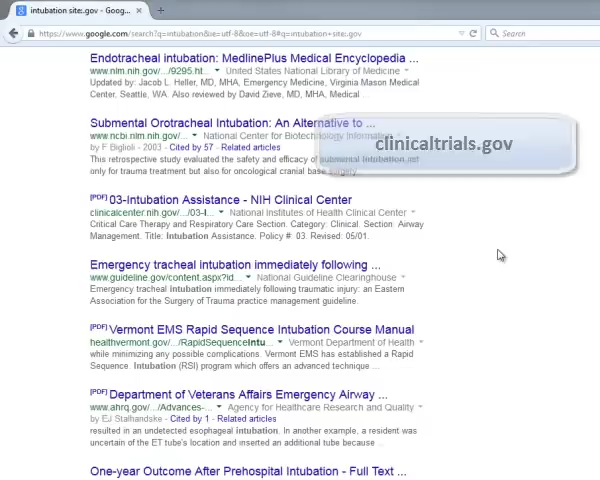 intubation site:.gov - Goog...
https://www.google.com/search?q=intubation&ie=utf-8&oe=utf-8#q=intubation+site:.gov
Search
Endotracheal intubation: MedlinePlus Medical Encyclopedia ...
www.nlm.nih.gov/.../9295.ht... United States National Library of Medicine
Updated by: Jacob L. Heller, MD, MHA, Emergency Medicine, Virginia Mason Medical
Center, Seattle, WA. Also reviewed by David Zieve, MD, MHA, Medical
Submental Orotracheal Intubation: An Alternative to ...
www.ncbi.nlm.nih.gov/... National Center for Biotechnology Information
by F Biglioli - 2003 - Cited by 57 - Related articles
This retrospective study evaluated the safety and efficacy of submental intubation not
only for trauma treatment but also for oncological cranial base surgery.
clinicaltrials.gov
[PDF] 03-Intubation Assistance - NIH Clinical Center
clinicalcenter.nih.gov/.../03-I... National Institutes of Health Clinical Center
Critical Care Therapy and Respiratory Care Section. Category: Clinical. Section: Airway
Management. Title: Intubation Assistance. Policy #: 03. Revised: 05/01.
Emergency tracheal intubation immediately following ...
www.guideline.gov/content.aspx?id... National Guideline Clearinghouse
Emergency tracheal intubation immediately following traumatic injury: an Eastern
Association for the Surgery of Trauma practice management guideline.
[PDF] Vermont EMS Rapid Sequence Intubation Course Manual
healthvermont.gov/.../RapidSequenceIntu... Vermont Department of Health
while minimizing any possible complications. Vermont EMS has established a Rapid
Sequence. Intubation (RSI) program which offers an advanced technique ...
[PDF] Department of Veterans Affairs Emergency Airway ...
www.ahrq.gov/.../Advances-... Agency for Healthcare Research and Quality
by EJ Stalhandske - Cited by 1 - Related articles
resulted in an undetected esophageal intubation. In another example, a resident was
uncertain of the ET tube's location and inserted an additional tube because ...
One-year Outcome After Prehospital Intubation - Full Text ...